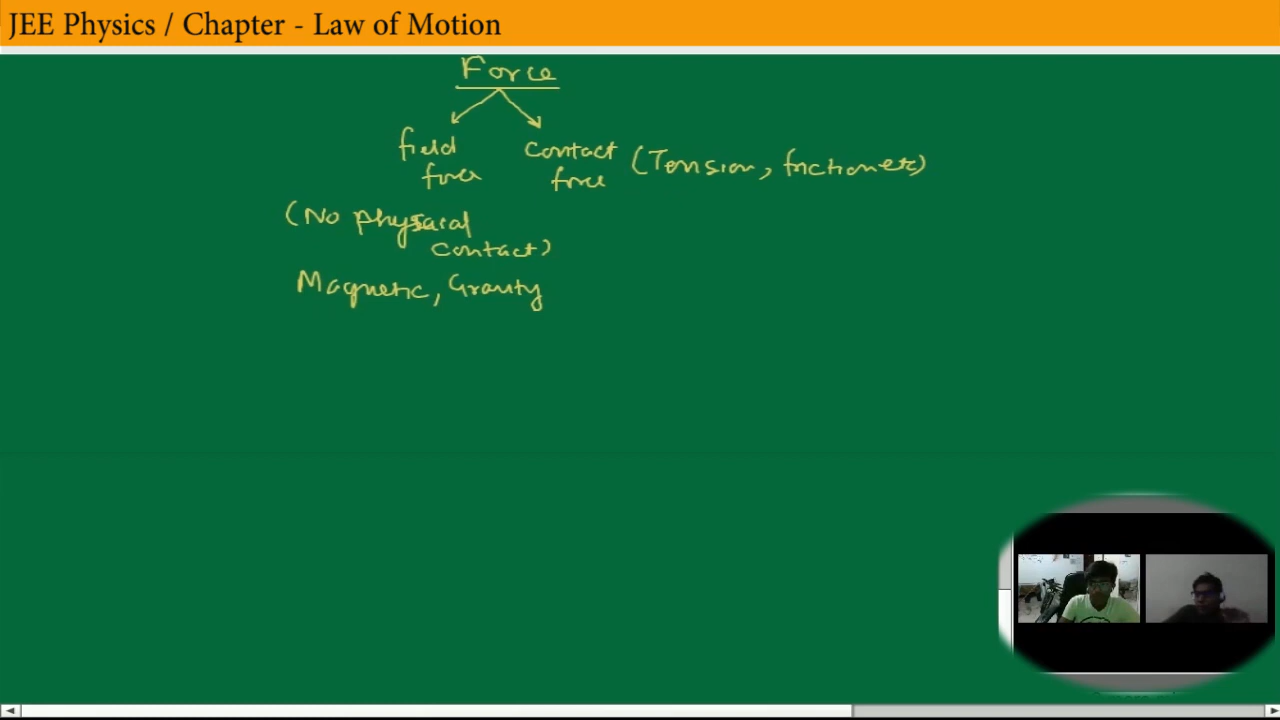 JEE Physics / Chapter - Law of Motion
Force
field force
Contact force (Tension, friction etc)
(No physical contact)
Magnetic, Gravity